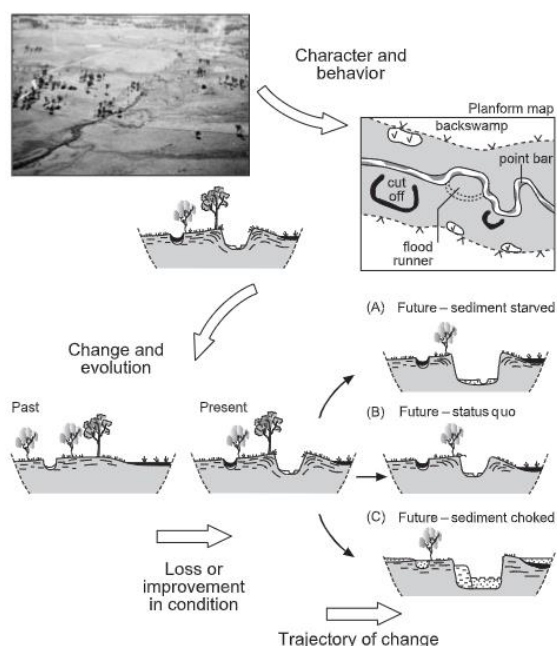 Character and
behavior
Planform map
backswamp
point bar
cut
off
flood
runner
Change and
evolution
(A) Future – sediment starved
Past
Present
(B) Future – status quo
(C) Future – sediment choked
Loss or
improvement
in condition
Trajectory of change